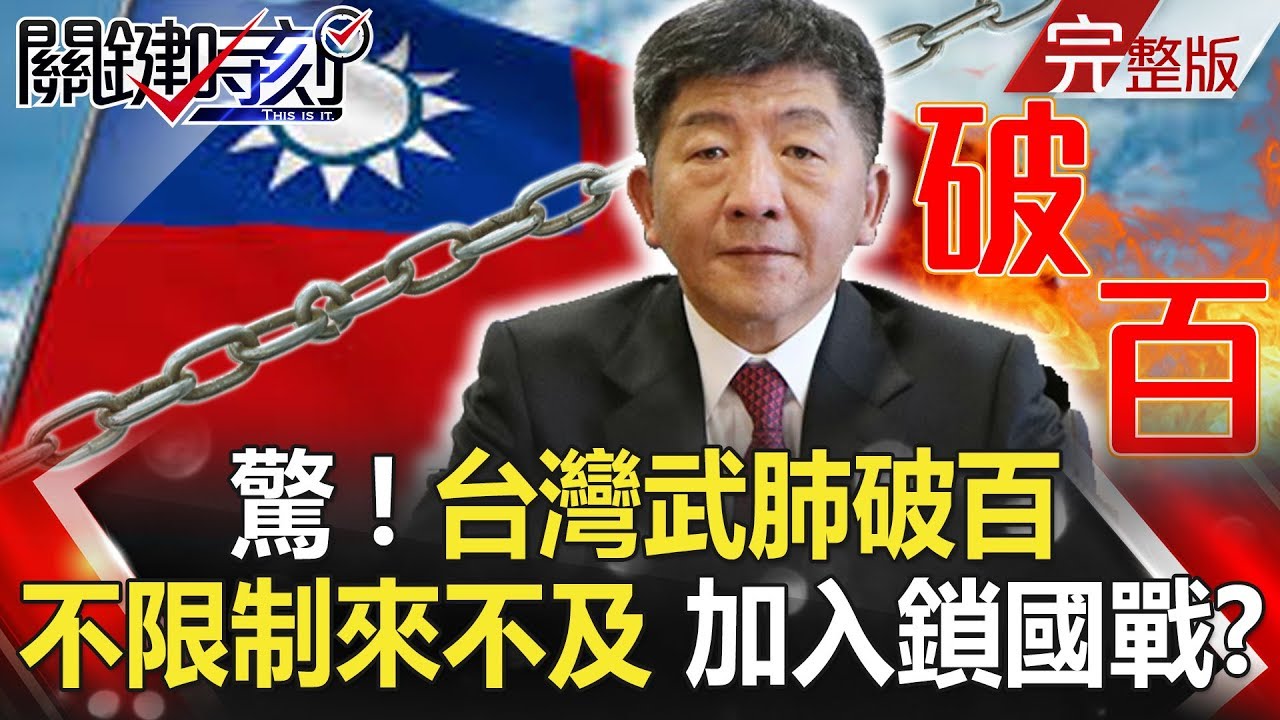 關鍵時刻
THIS IS IT.
完整版
破百
驚！台灣武肺破百
不限制來不及 加入鎖國戰?